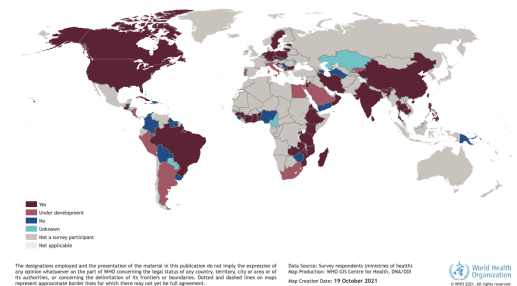 Yes
Under development
No
Unknown
Not a survey participant
Not applicable
The designations employed and the presentation of the material in this publication do not imply the expression of
any opinion whatsoever on the part of WHO concerning the legal status of any country, territory, city or area or of
its authorities, or concerning the delimitation of its frontiers or boundaries. Dotted and dashed lines on maps
represent approximate border lines for which there may not yet be full agreement.
Data Source: Survey respondents (ministries of health)
Map Production: WHO GIS Centre for Health, DNA/DDI
Map Creation Date: 19 October 2021
World Health
Organization
© WHO 2021. All rights reserved.